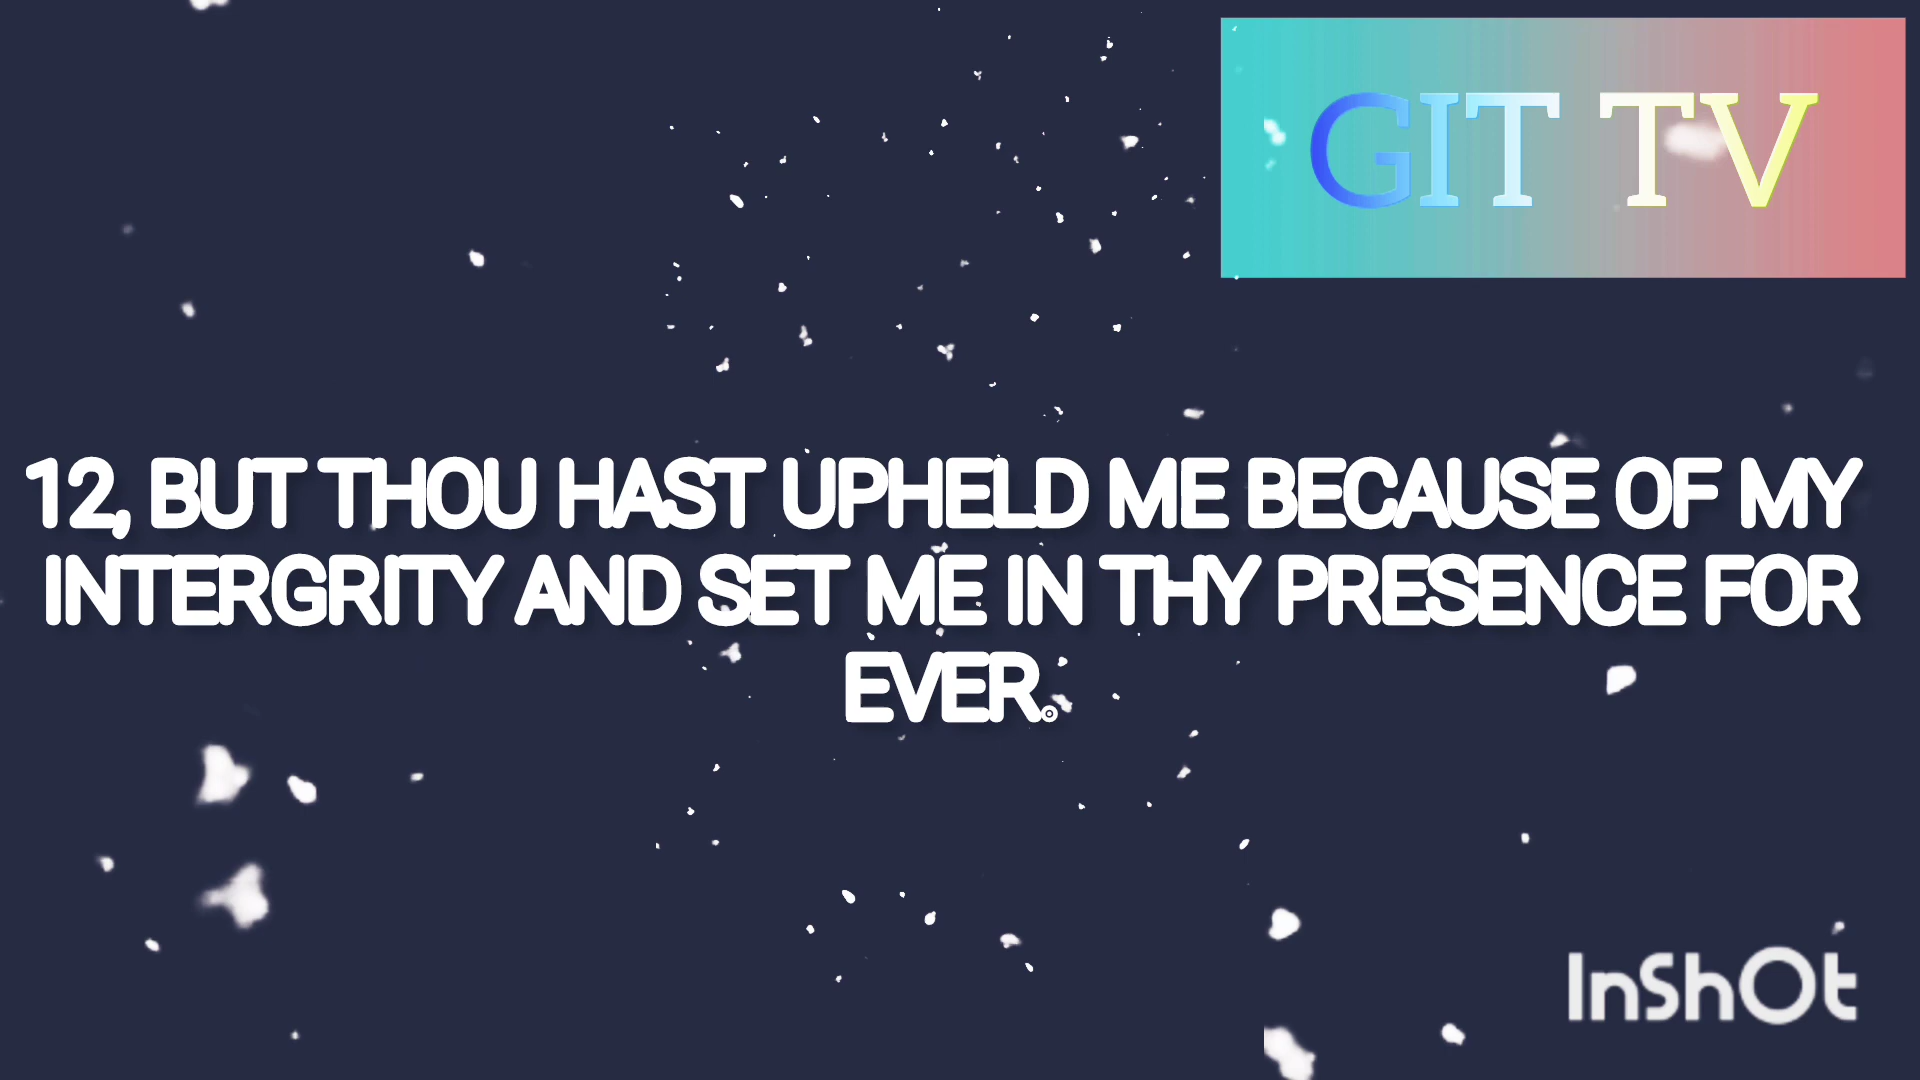 GIT TV
12, BUT THOU HAST UPHELD ME BECAUSE OF MY
INTERGRITY AND SET ME IN THY PRESENCE FOR
EVER.
InShOt